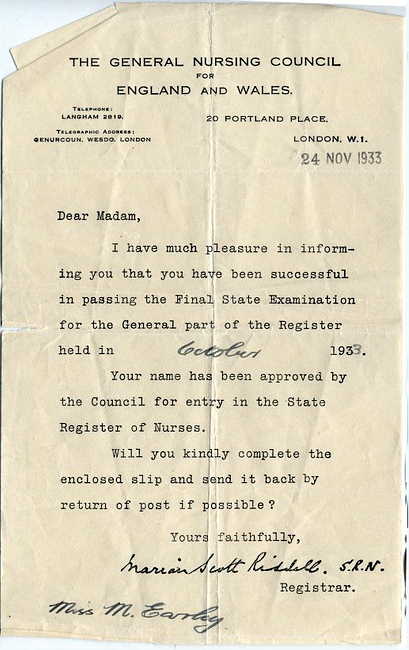 THE GENERAL NURSING COUNCIL
FOR
ENGLAND AND WALES.
TELEPHONE:
LANGHAM 2819.
TELEGRAPHIC ADDRESS:
GENURCOUN, WESDO, LONDON
20 PORTLAND PLACE,
LONDON, W.1.
24 NOV 1933
Dear Madam,
I have much pleasure in inform-
ing you that you have been successful
in passing the Final State Examination
for the General part of the Register
held in October 1933.
Your name has been approved by
the Council for entry in the State
Register of Nurses.
Will you kindly complete the
enclosed slip and send it back by
return of post if possible?
Yours faithfully,
Marian Scott Riddell. S.R.N.
Registrar.
Miss M.